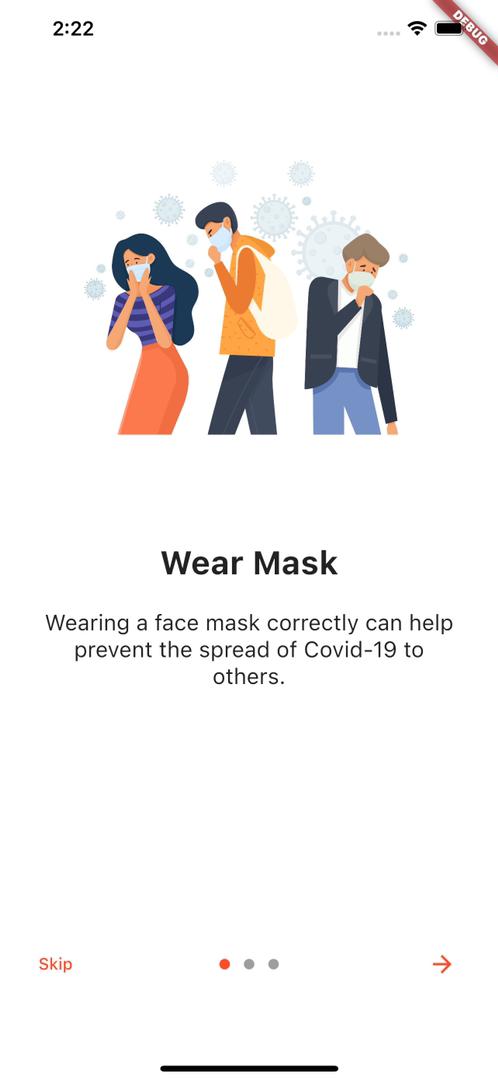 2:22
DEBUG
Wear Mask
Wearing a face mask correctly can help
prevent the spread of Covid-19 to
others.
Skip